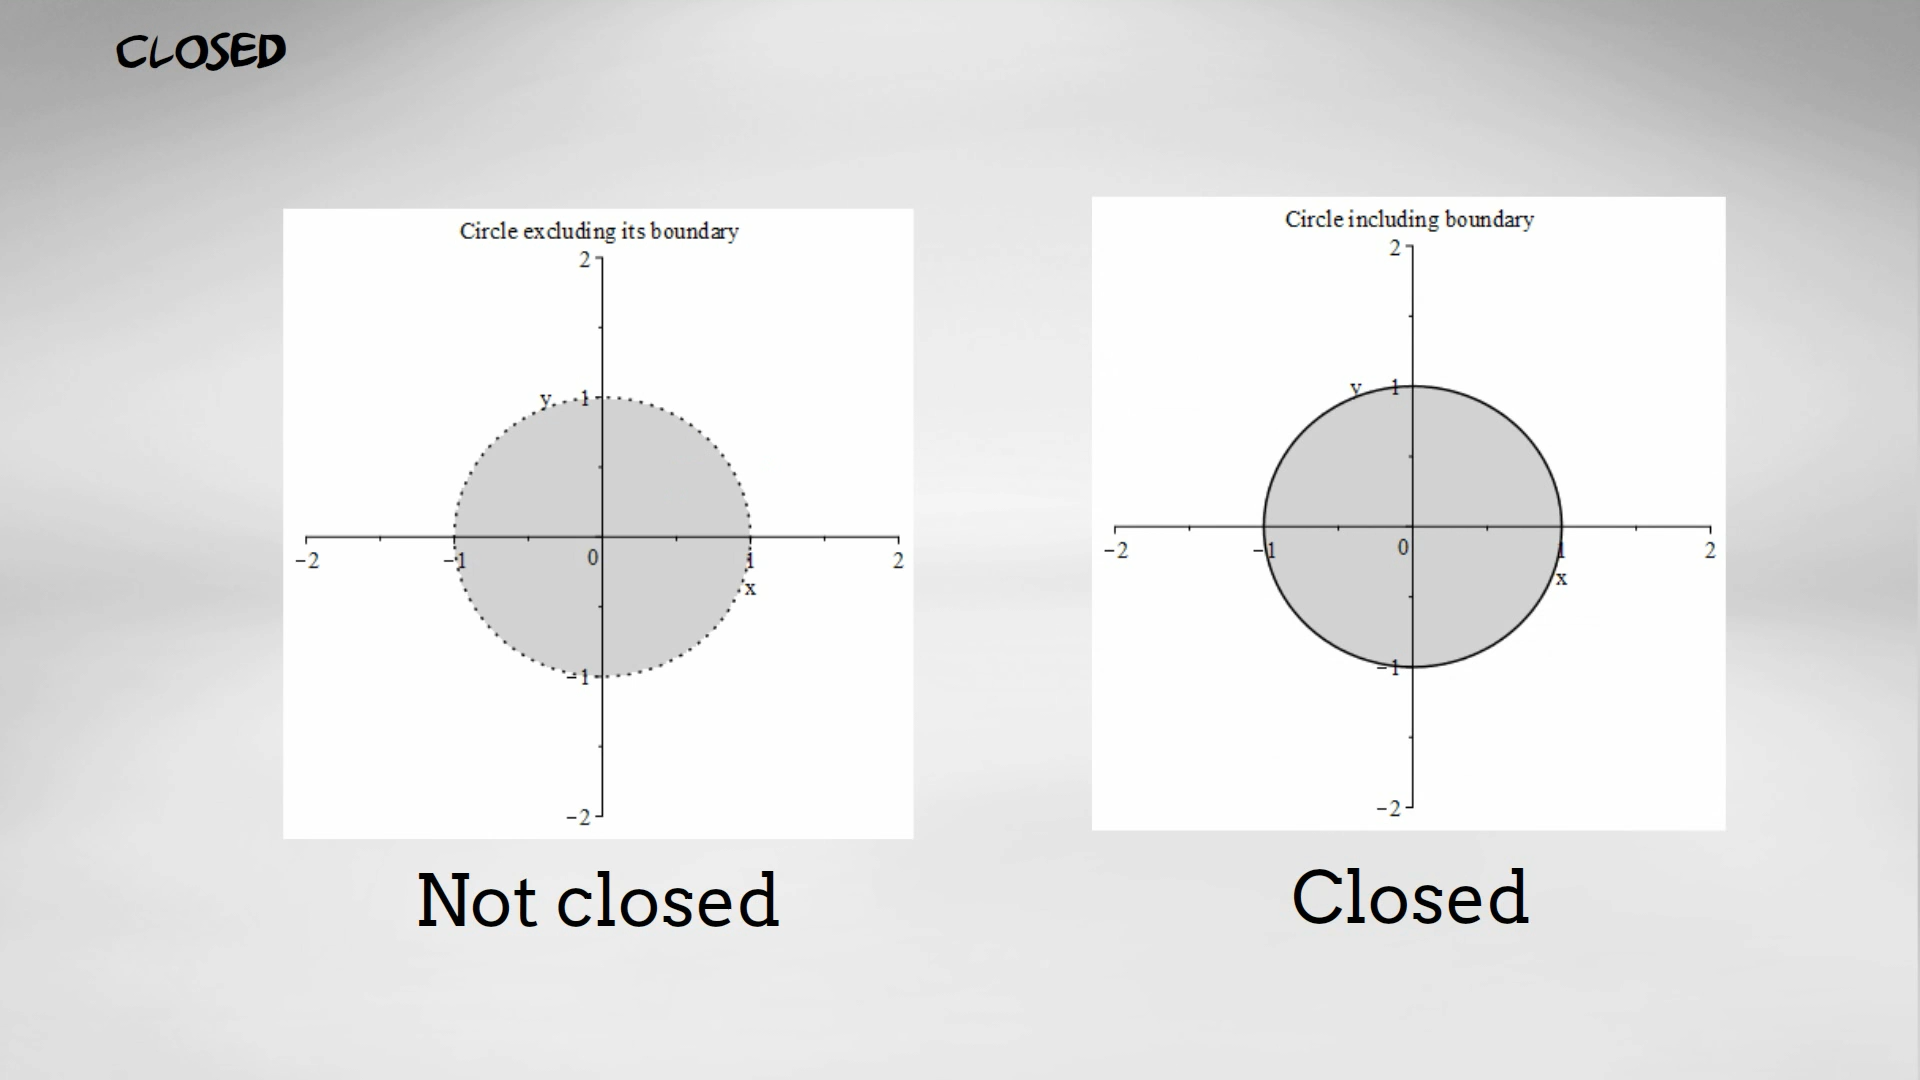 CLOSED
Circle excluding its boundary
2
y 1
-2 -1 0 1 2
x
-1
-2
Not closed
Circle including boundary
2
y 1
-2 -1 0 1 2
x
-1
-2
Closed